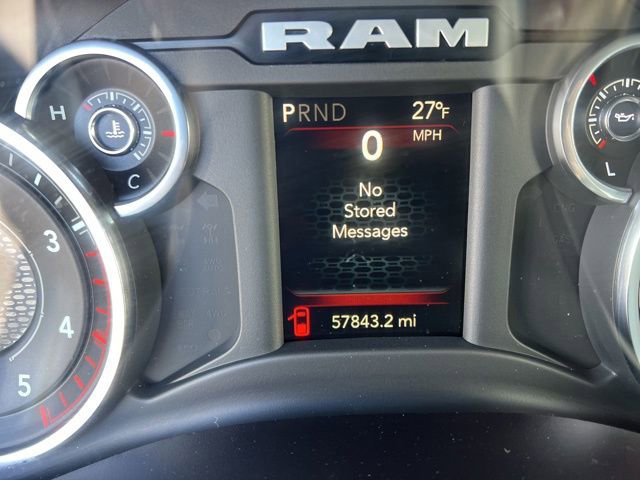 RAM
PRND 27°F
0 MPH
No
Stored
Messages
57843.2 mi
H
C
L
3
4
5